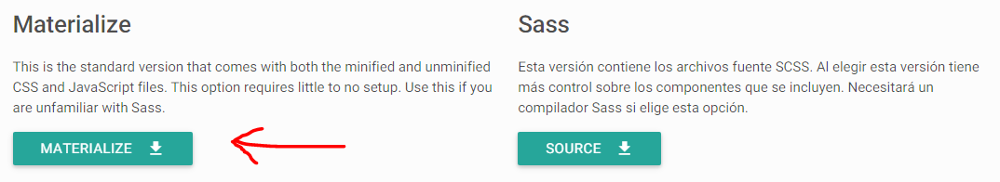 Materialize
This is the standard version that comes with both the minified and unminified
CSS and JavaScript files. This option requires little to no setup. Use this if you
are unfamiliar with Sass.
MATERIALIZE
Sass
Esta versión contiene los archivos fuente SCSS. Al elegir esta versión tiene
más control sobre los componentes que se incluyen. Necesitará un
compilador Sass si elige esta opción.
SOURCE